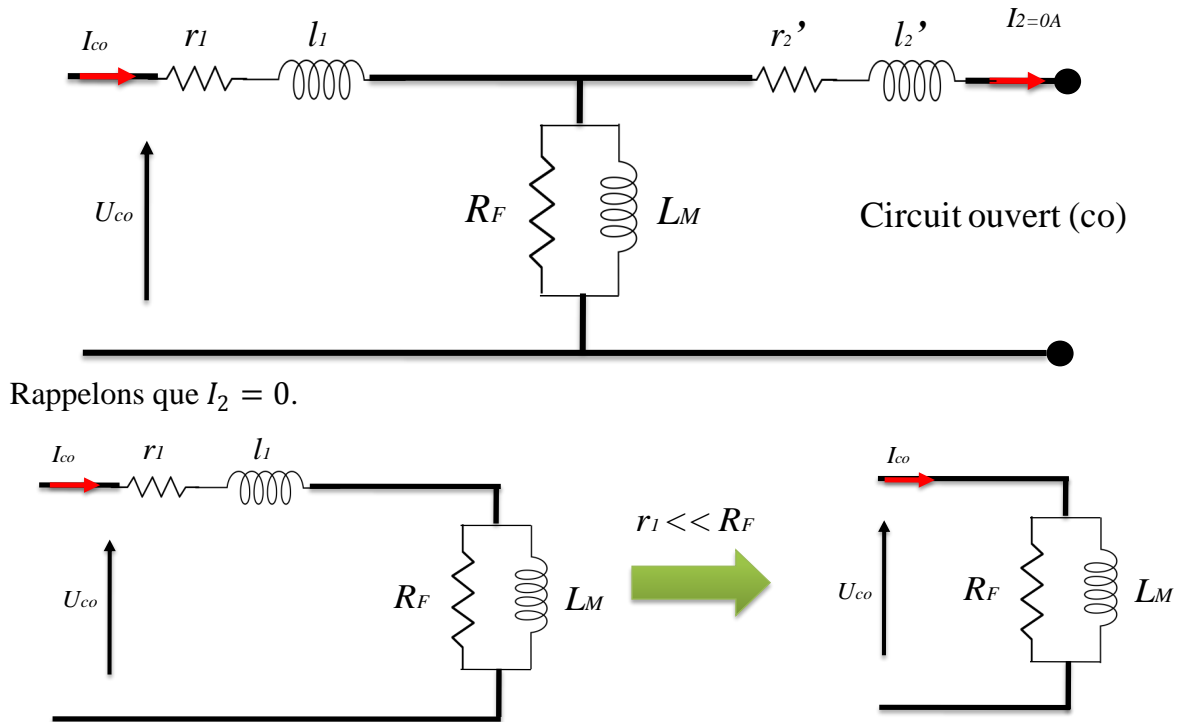 Ico r1 l1 r2’ l2’ I2=0A
Uco RF LM Circuit ouvert (co)
Rappelons que I₂ = 0.
Ico r1 l1 Ico
r1 << RF
Uco RF LM Uco RF LM